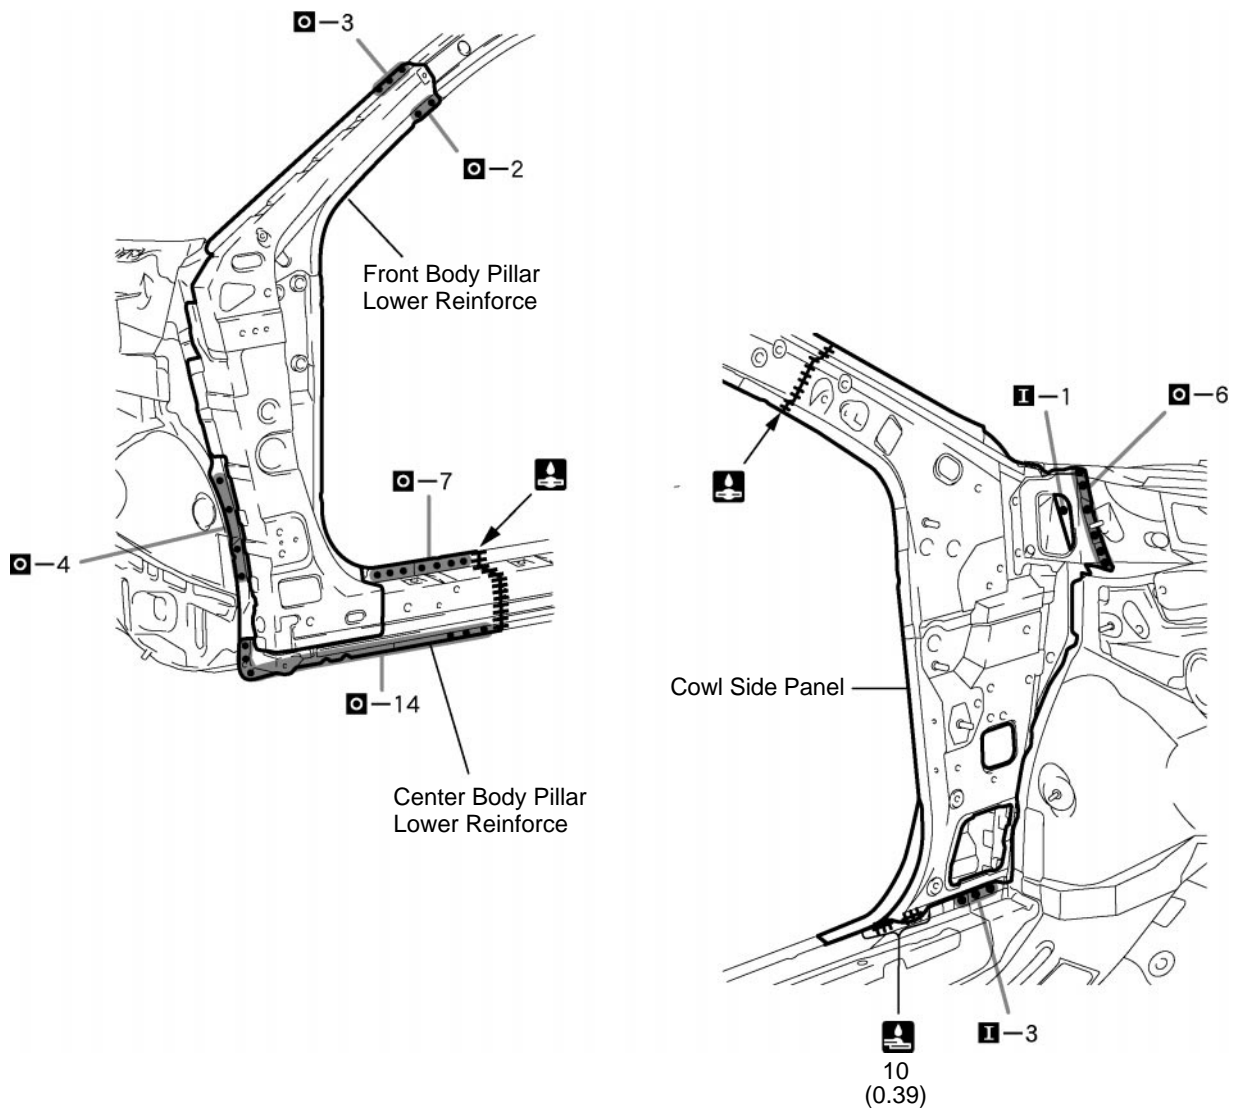 O—3
O—2
Front Body Pillar
Lower Reinforce
O—7
O—4
O—14
Center Body Pillar
Lower Reinforce
I—1
O—6
Cowl Side Panel
I—3
10
(0.39)